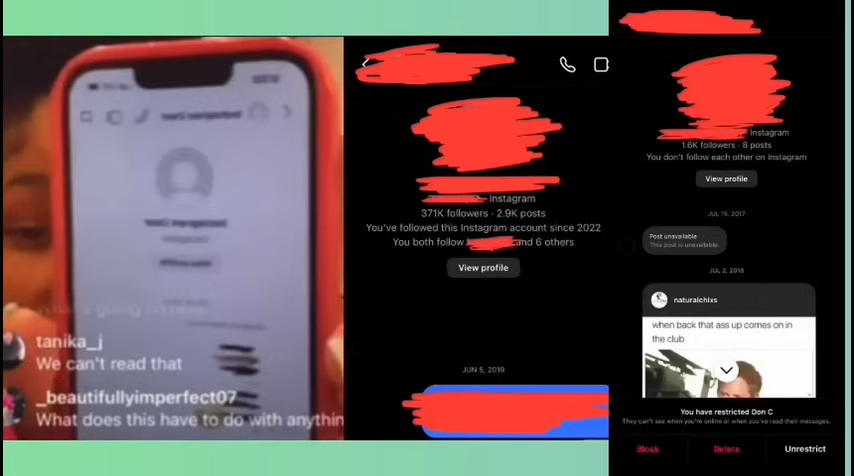 tanika_j
We can't read that
_beautifullyimperfect07
What does this have to do with anythin
Instagram
371K followers · 2.9K posts
You've followed this Instagram account since 2022
You both follow
and 6 others
View profile
JUN 5, 2019
Instagram
1.6K followers · 8 posts
You don't follow each other on Instagram
View profile
JUL 16, 2017
Post unavailable
This post is unavailable.
JUL 2, 2018
naturalchixs
when back that ass up comes on in
the club
You have restricted Don C
They can't see when you're online or when you've read their messages.
Block
Delete
Unrestrict